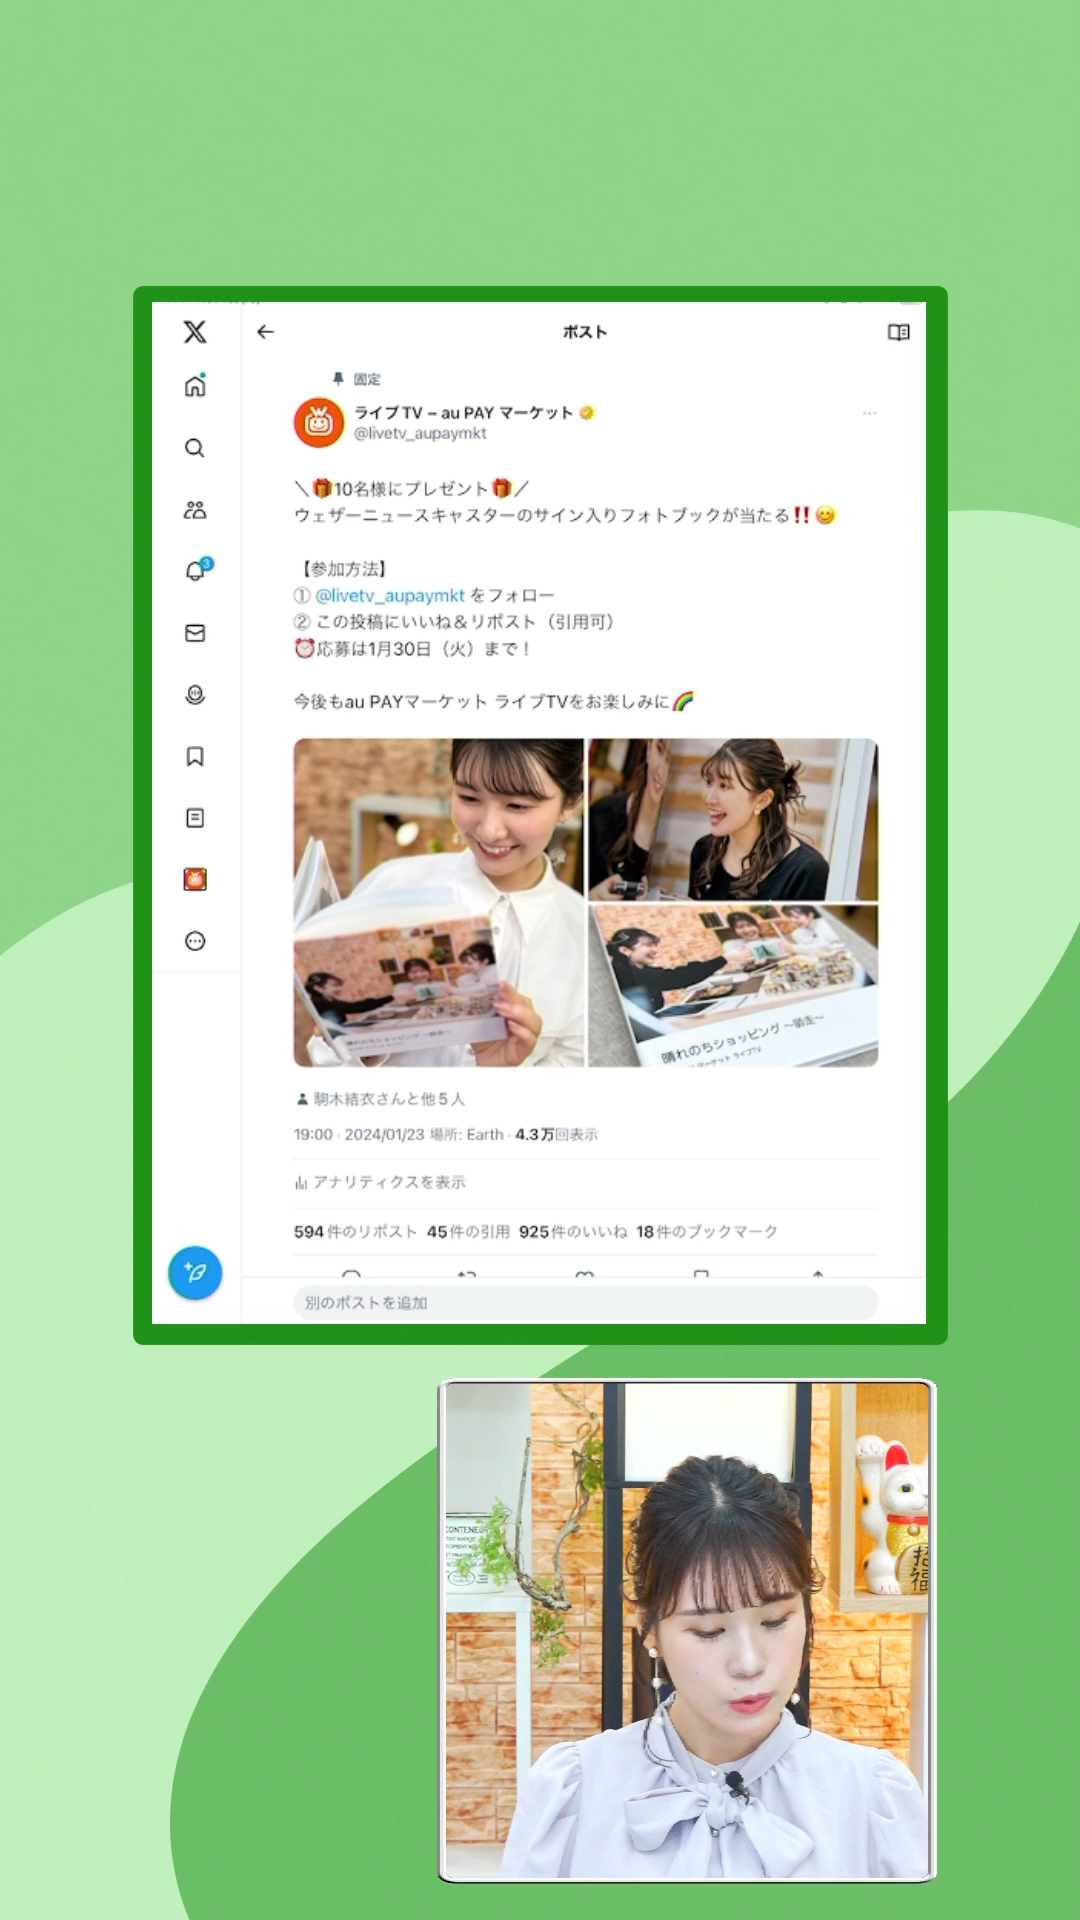 ポスト
固定
ライブTV – au PAY マーケット
@livetv_aupaymkt
＼🎁10名様にプレゼント🎁／
ウェザーニュースキャスターのサイン入りフォトブックが当たる‼️😊
【参加方法】
① @livetv_aupaymkt をフォロー
② この投稿にいいね＆リポスト（引用可）
⏰応募は1月30日（火）まで！
今後もau PAYマーケット ライブTVをお楽しみに🌈
3
晴れのちショッピング
ライブTV
駒木結衣さんと他5人
19:00 · 2024/01/23 場所: Earth · 4.3万回表示
アナリティクスを表示
594件のリポスト 45件の引用 925件のいいね 18件のブックマーク
別のポストを追加
招
福